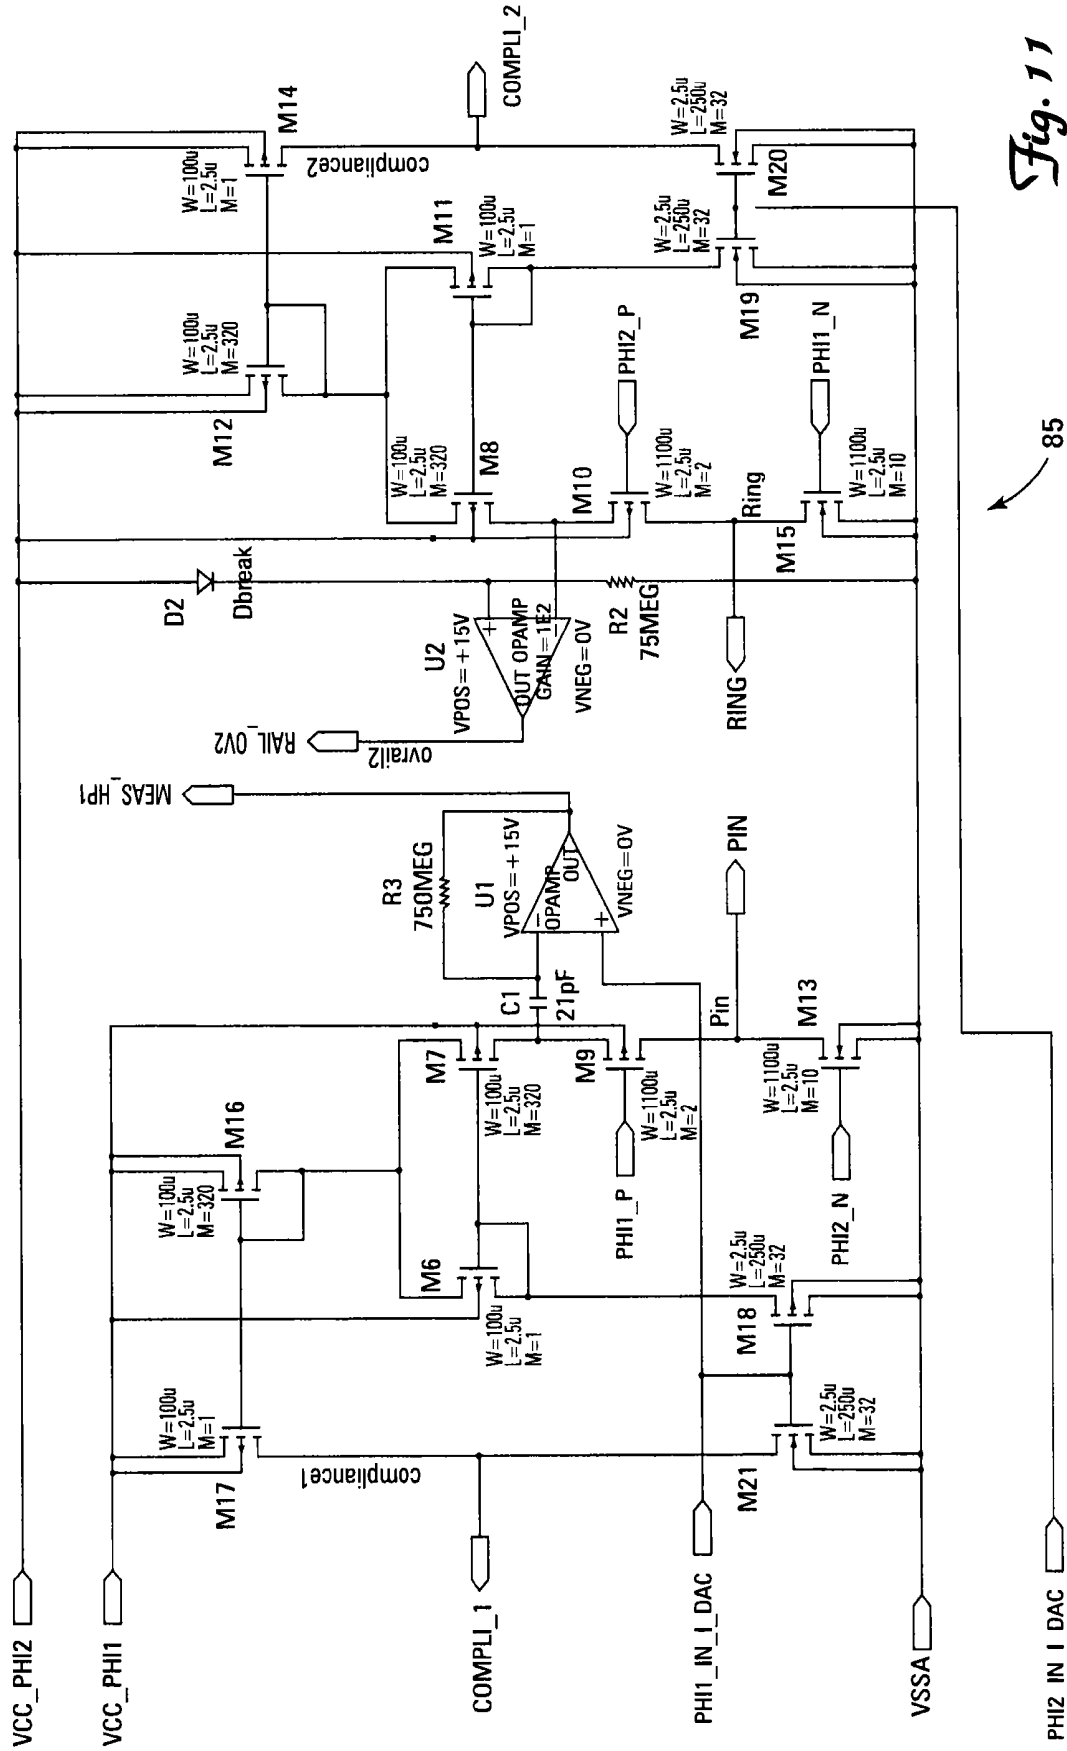 VCC_PHI2
VCC_PHI1
COMPLI_1
PHI1_IN_I_DAC
VSSA
PHI2 IN I DAC
M17
W=100u
L=2.5u
M=1
compliance1
M21
W=2.5u
L=250u
M=32
M16
W=100u
L=2.5u
M=320
M6
W=100u
L=2.5u
M=1
M18
W=2.5u
L=250u
M=32
M7
W=100u
L=2.5u
M=320
M9
W=1100u
L=2.5u
M=2
PHI1_P
Pin
PIN
M13
W=1100u
L=2.5u
M=10
PHI2_N
C1
21pF
R3
750MEG
U1
VPOS=+15V
OPAMP
OUT
VNEG=0V
−
+
MEAS_HP1
RAIL_OV2
ovrail2
U2
VPOS=+15V
OUT OPAMP
GAIN=1E2
VNEG=0V
+
−
D2
Dbreak
R2
75MEG
RING
Ring
M12
W=100u
L=2.5u
M=320
M8
W=100u
L=2.5u
M=320
M10
W=1100u
L=2.5u
M=2
PHI2_P
M15
W=1100u
L=2.5u
M=10
PHI1_N
M14
W=100u
L=2.5u
M=1
compliance2
COMPLI_2
M11
W=100u
L=2.5u
M=1
M19
W=2.5u
L=250u
M=32
M20
W=2.5u
L=250u
M=32
85
Fig. 11